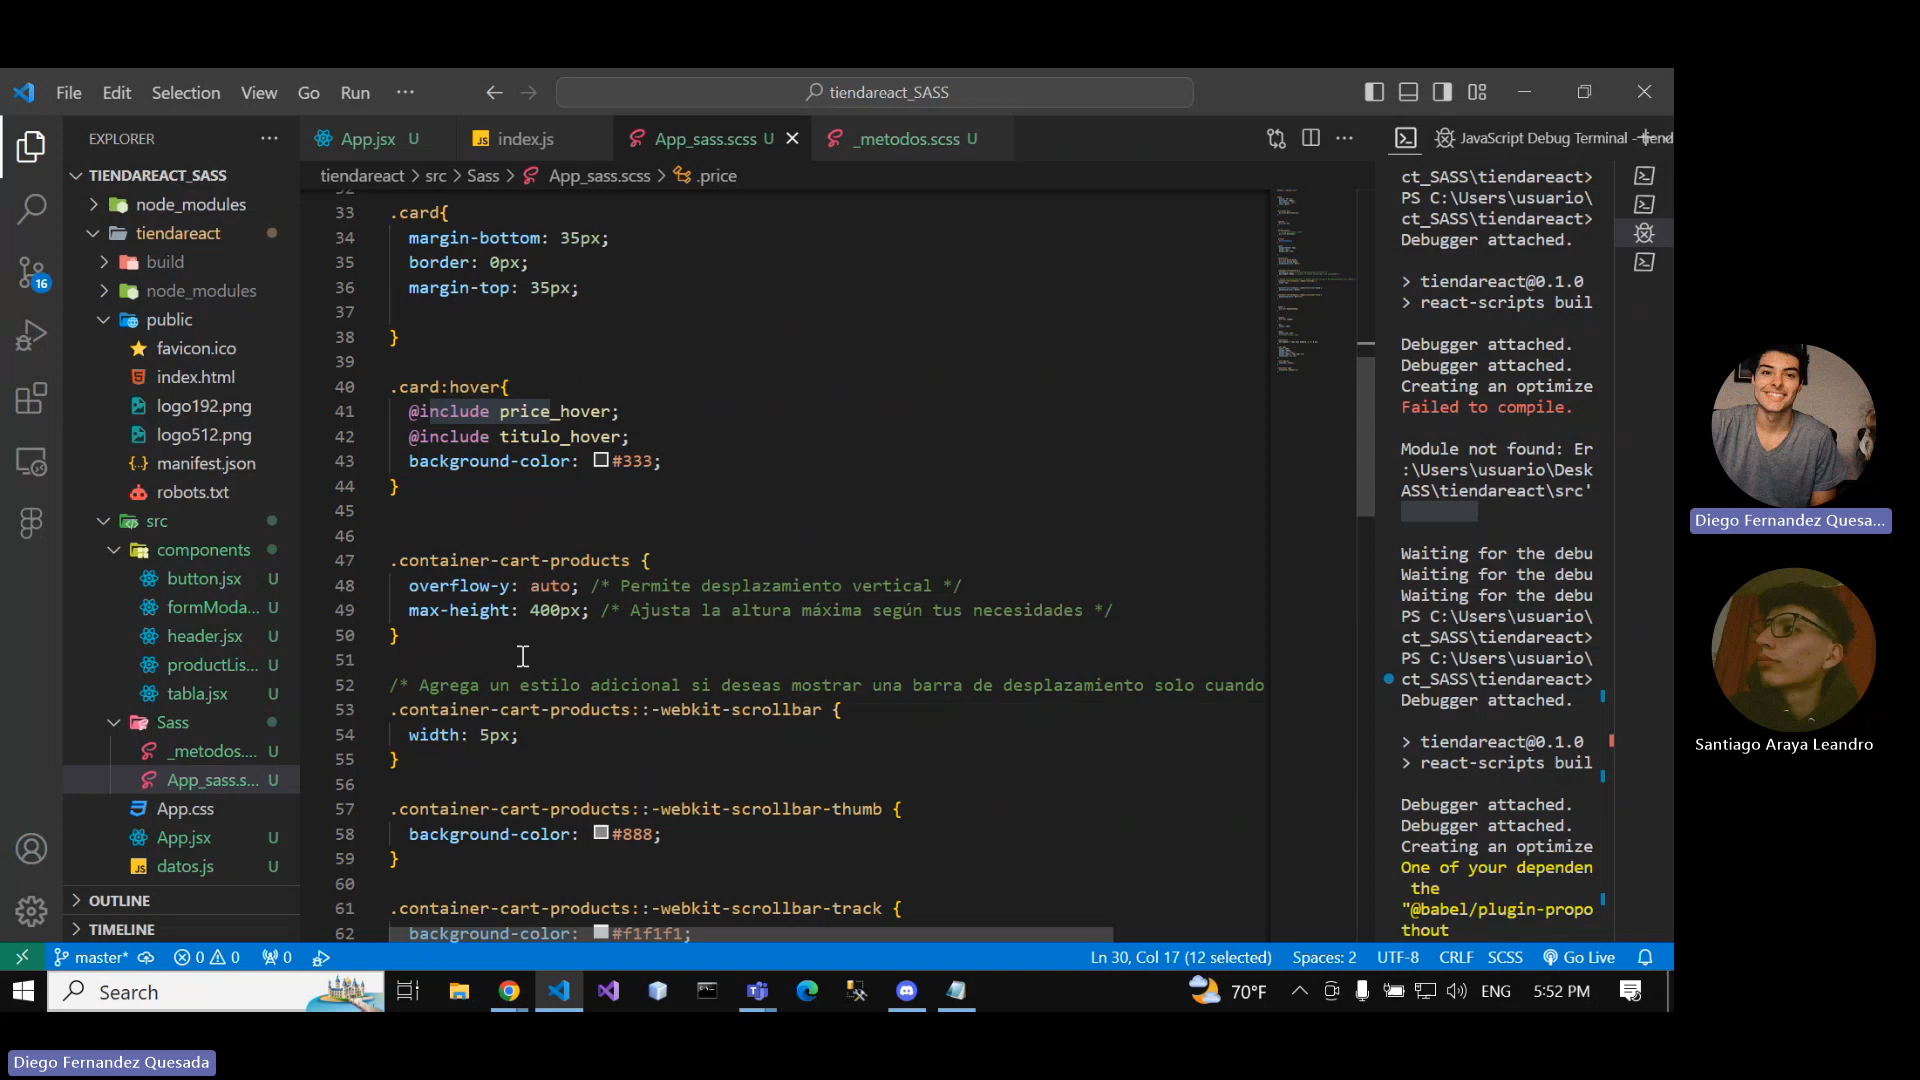 File Edit Selection View Go Run ··· tiendareact_SASS
EXPLORER ···
TIENDAREACT_SASS
node_modules
tiendareact
build
node_modules
public
favicon.ico
index.html
logo192.png
logo512.png
manifest.json
robots.txt
src
components
button.jsx U
formModa... U
header.jsx U
productLis... U
tabla.jsx U
Sass
_metodos.... U
App_sass.s... U
App.css
App.jsx U
datos.js U
OUTLINE
TIMELINE
16
App.jsx U index.js App_sass.scss U _metodos.scss U
tiendareact > src > Sass > App_sass.scss > .price
33 .card{
34 margin-bottom: 35px;
35 border: 0px;
36 margin-top: 35px;
37
38 }
39
40 .card:hover{
41 @include price_hover;
42 @include titulo_hover;
43 background-color: #333;
44 }
45
46
47 .container-cart-products {
48 overflow-y: auto; /* Permite desplazamiento vertical */
49 max-height: 400px; /* Ajusta la altura máxima según tus necesidades */
50 }
51
52 /* Agrega un estilo adicional si deseas mostrar una barra de desplazamiento solo cuando
53 .container-cart-products::-webkit-scrollbar {
54 width: 5px;
55 }
56
57 .container-cart-products::-webkit-scrollbar-thumb {
58 background-color: #888;
59 }
60
61 .container-cart-products::-webkit-scrollbar-track {
62 background-color: #f1f1f1;
JavaScript Debug Terminal -
ct_SASS\tiendareact>
PS C:\Users\usuario\
ct_SASS\tiendareact>
Debugger attached.
> tiendareact@0.1.0
> react-scripts buil
Debugger attached.
Debugger attached.
Creating an optimize
Failed to compile.
Module not found: Er
:\Users\usuario\Desk
ASS\tiendareact\src'
Waiting for the debu
Waiting for the debu
Waiting for the debu
PS C:\Users\usuario\
ct_SASS\tiendareact>
PS C:\Users\usuario\
ct_SASS\tiendareact>
Debugger attached.
> tiendareact@0.1.0
> react-scripts buil
Debugger attached.
Debugger attached.
Creating an optimize
One of your dependen
the
"@babel/plugin-propo
thout
master* 0 0 0 Ln 30, Col 17 (12 selected) Spaces: 2 UTF-8 CRLF SCSS Go Live
Search 70°F ENG 5:52 PM
Diego Fernandez Quesa...
Santiago Araya Leandro
Diego Fernandez Quesada